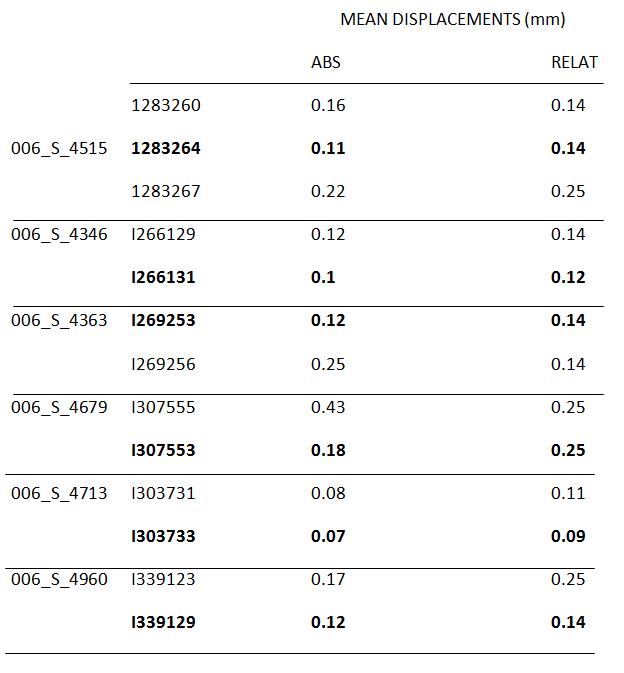 MEAN DISPLACEMENTS (mm)
ABS RELAT
1283260 0.16 0.14
006_S_4515 1283264 0.11 0.14
1283267 0.22 0.25
006_S_4346 I266129 0.12 0.14
I266131 0.1 0.12
006_S_4363 I269253 0.12 0.14
I269256 0.25 0.14
006_S_4679 I307555 0.43 0.25
I307553 0.18 0.25
006_S_4713 I303731 0.08 0.11
I303733 0.07 0.09
006_S_4960 I339123 0.17 0.25
I339129 0.12 0.14